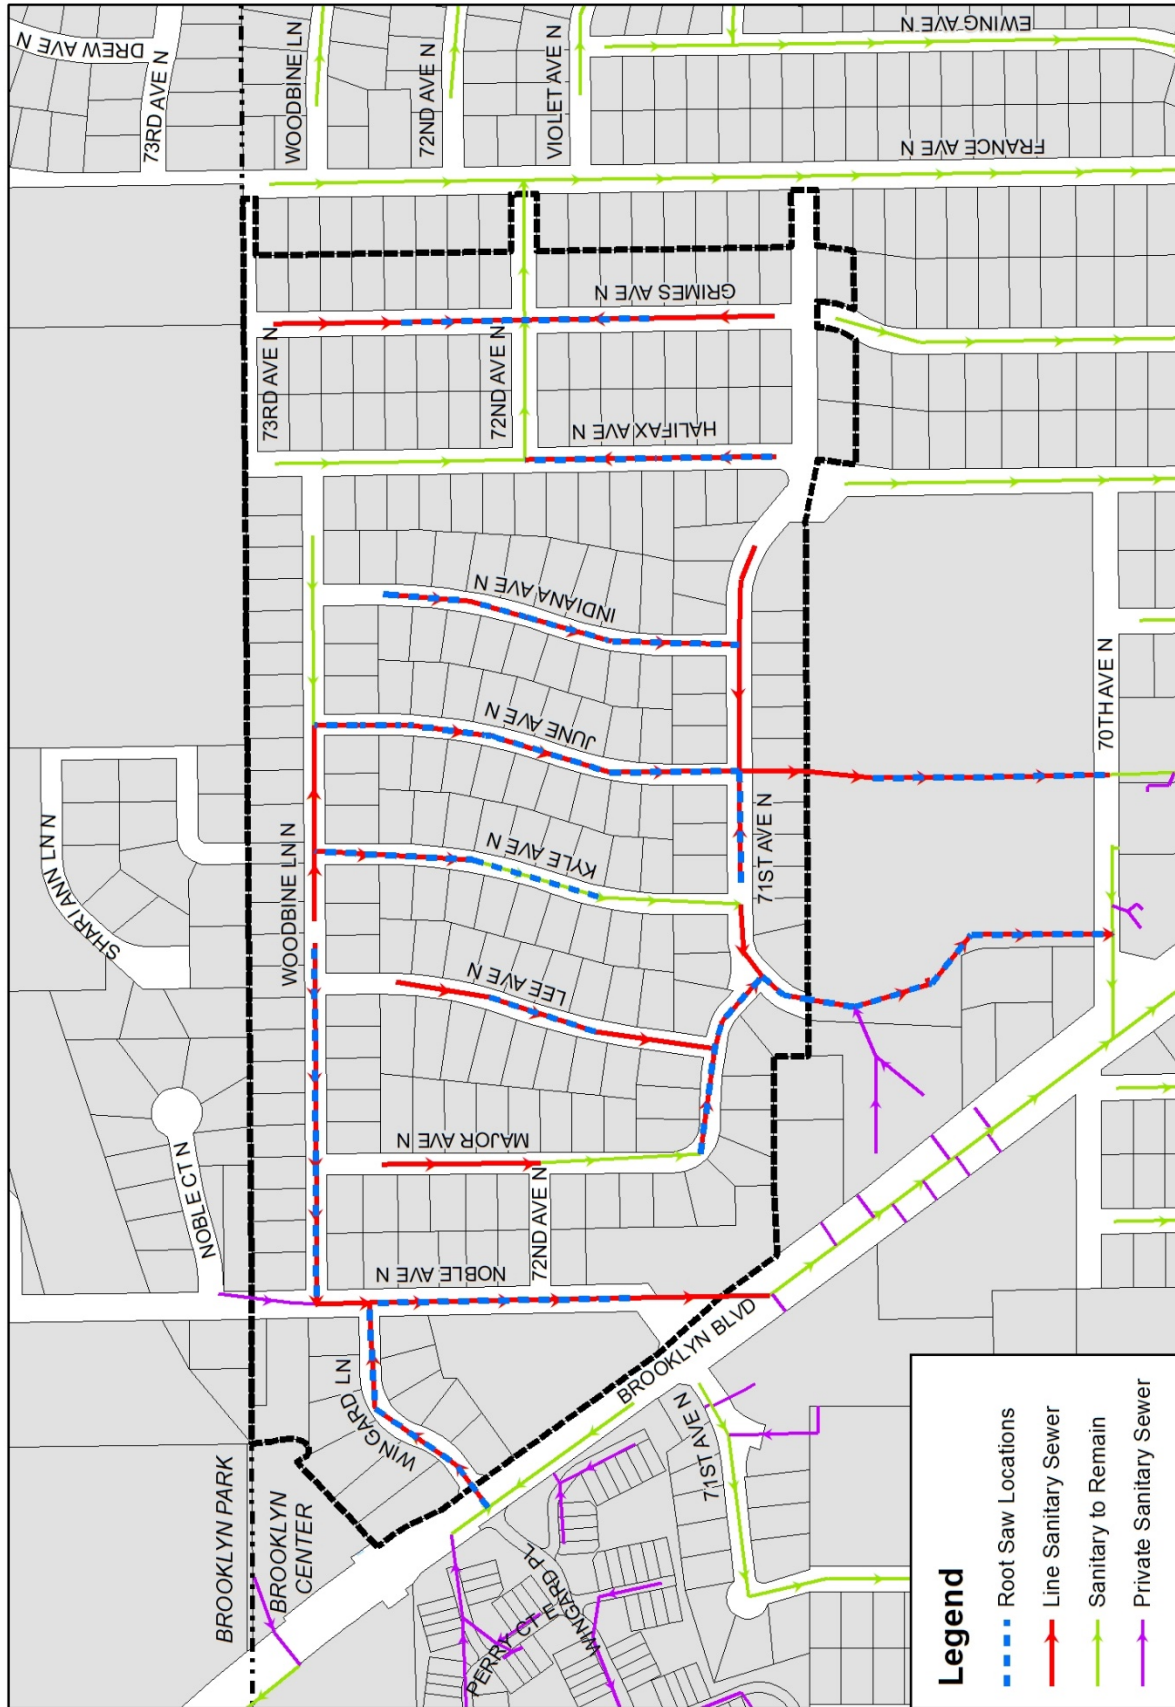 BROOKLYN PARK
BROOKLYN
CENTER
NOBLE CT N
SHARI ANN LN N
73RD AVE N
DREW AVE N
WOODBINE LN N
73RD AVE N
WOODBINE LN
WINGARD
LN
NOBLE AVE N
MAJOR AVE N
LEE AVE N
KYLE AVE N
JUNE AVE N
INDIANA AVE N
72ND AVE N
72ND AVE N
72ND AVE N
HALIFAX AVE N
GRIMES AVE N
VIOLET AVE N
PERRY CT E
WINGARD PL
BROOKLYN BLVD
71ST AVE N
71ST AVE N
FRANCE AVE N
EWING AVE N
70TH AVE N
Legend
Root Saw Locations
Line Sanitary Sewer
Sanitary to Remain
Private Sanitary Sewer